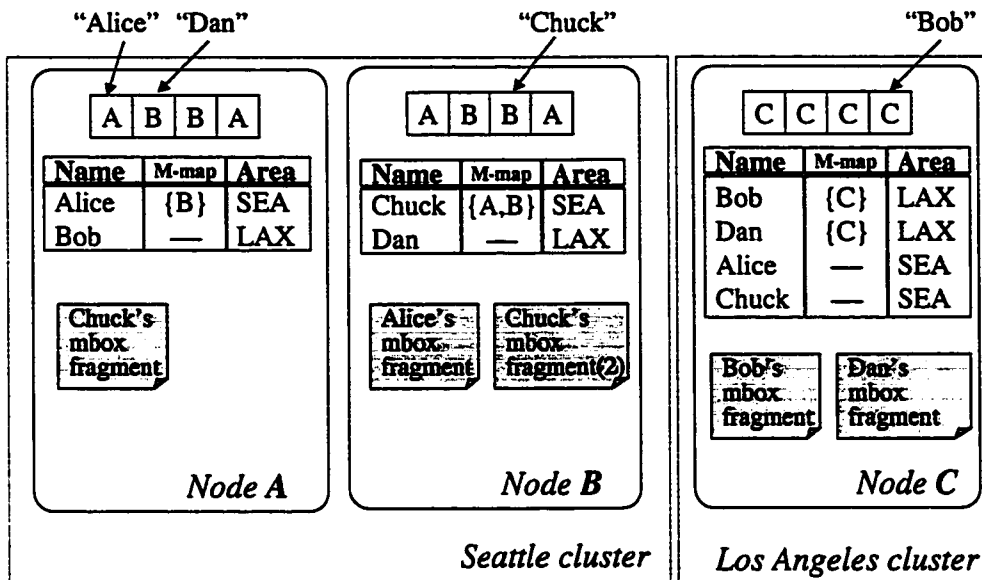 “Alice” “Dan” “Chuck” “Bob”
A B B A
A B B A
C C C C
Name M-map Area
Alice {B} SEA
Bob — LAX
Name M-map Area
Chuck {A,B} SEA
Dan — LAX
Name M-map Area
Bob {C} LAX
Dan {C} LAX
Alice — SEA
Chuck — SEA
Chuck's
mbox
fragment
Alice's
mbox
fragment
Chuck's
mbox
fragment(2)
Bob's
mbox
fragment
Dan's
mbox
fragment
Node A
Node B
Node C
Seattle cluster
Los Angeles cluster